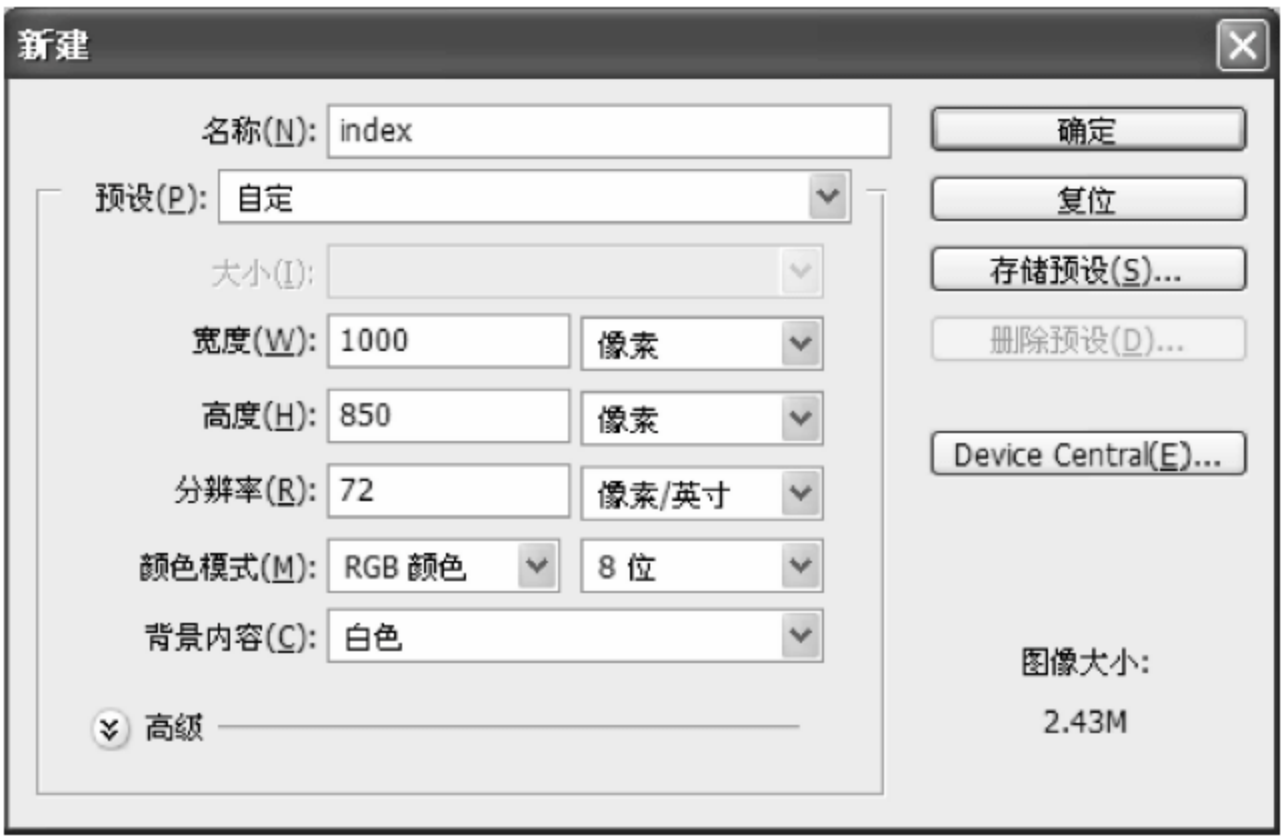 新建
名称(N): index
确定
预设(P): 自定
复位
大小(I):
存储预设(S)...
宽度(W): 1000 像素
删除预设(D)...
高度(H): 850 像素
Device Central(E)...
分辨率(R): 72 像素/英寸
颜色模式(M): RGB 颜色 8 位
背景内容(C): 白色
图像大小:
高级
2.43M